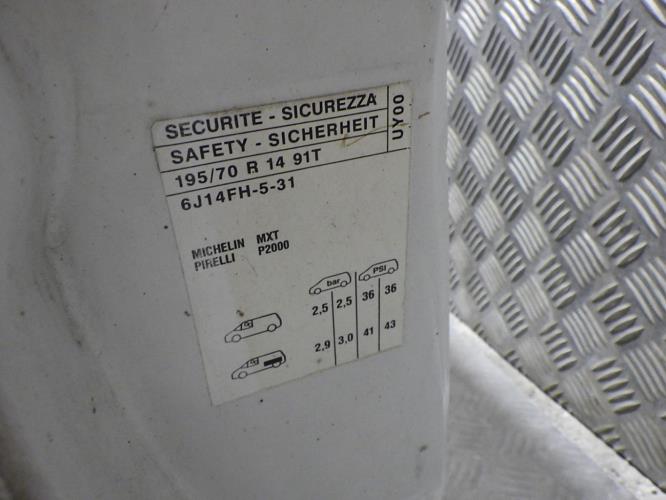 SECURITE - SICUREZZA
SAFETY - SICHERHEIT
UY00
195/70 R 14 91T
6J14FH-5-31
MICHELIN MXT
PIRELLI P2000
bar PSI
2,5 2,5 36 36
2,9 3,0 41 43